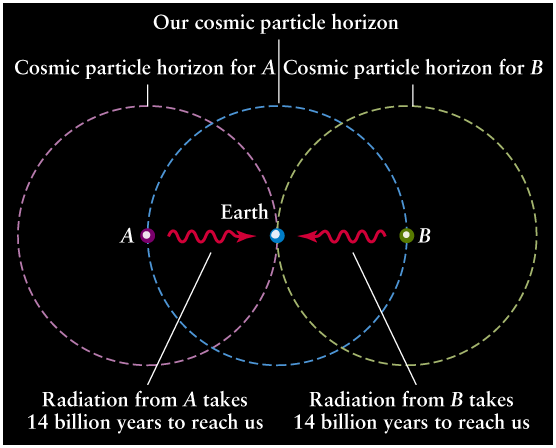 Our cosmic particle horizon
Cosmic particle horizon for A
Cosmic particle horizon for B
Earth
A
B
Radiation from A takes
14 billion years to reach us
Radiation from B takes
14 billion years to reach us